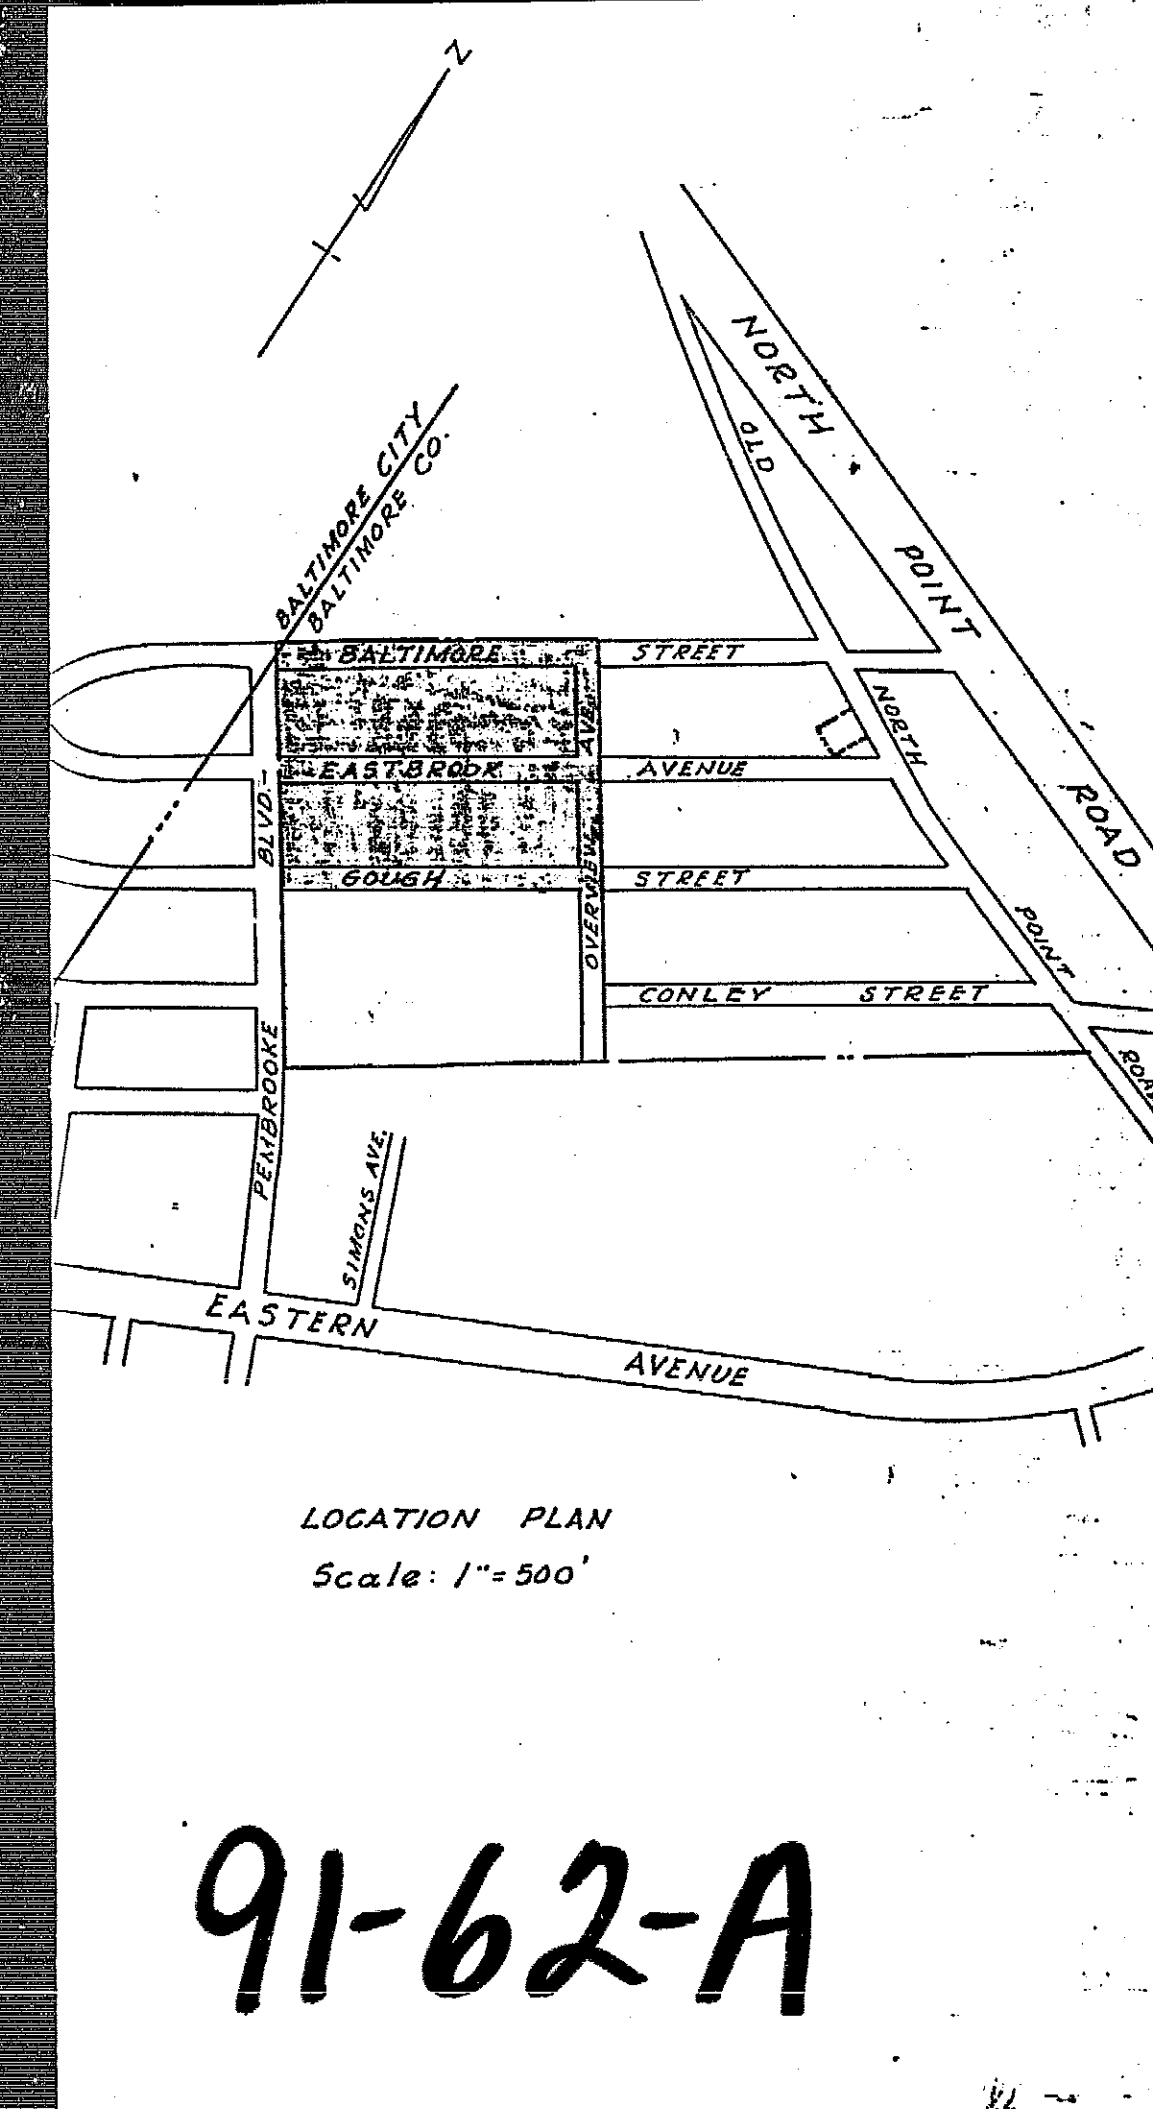 N
BALTIMORE CITY
BALTIMORE CO.
NORTH POINT ROAD
OLD NORTH POINT ROAD
BALTIMORE STREET
EASTBROOK AVENUE
GOUGH STREET
CONLEY STREET
OVERVIEW AVE.
PEMBROOKE BLVD.
SIMONS AVE.
EASTERN AVENUE
LOCATION PLAN
Scale: 1"=500'
91-62-A